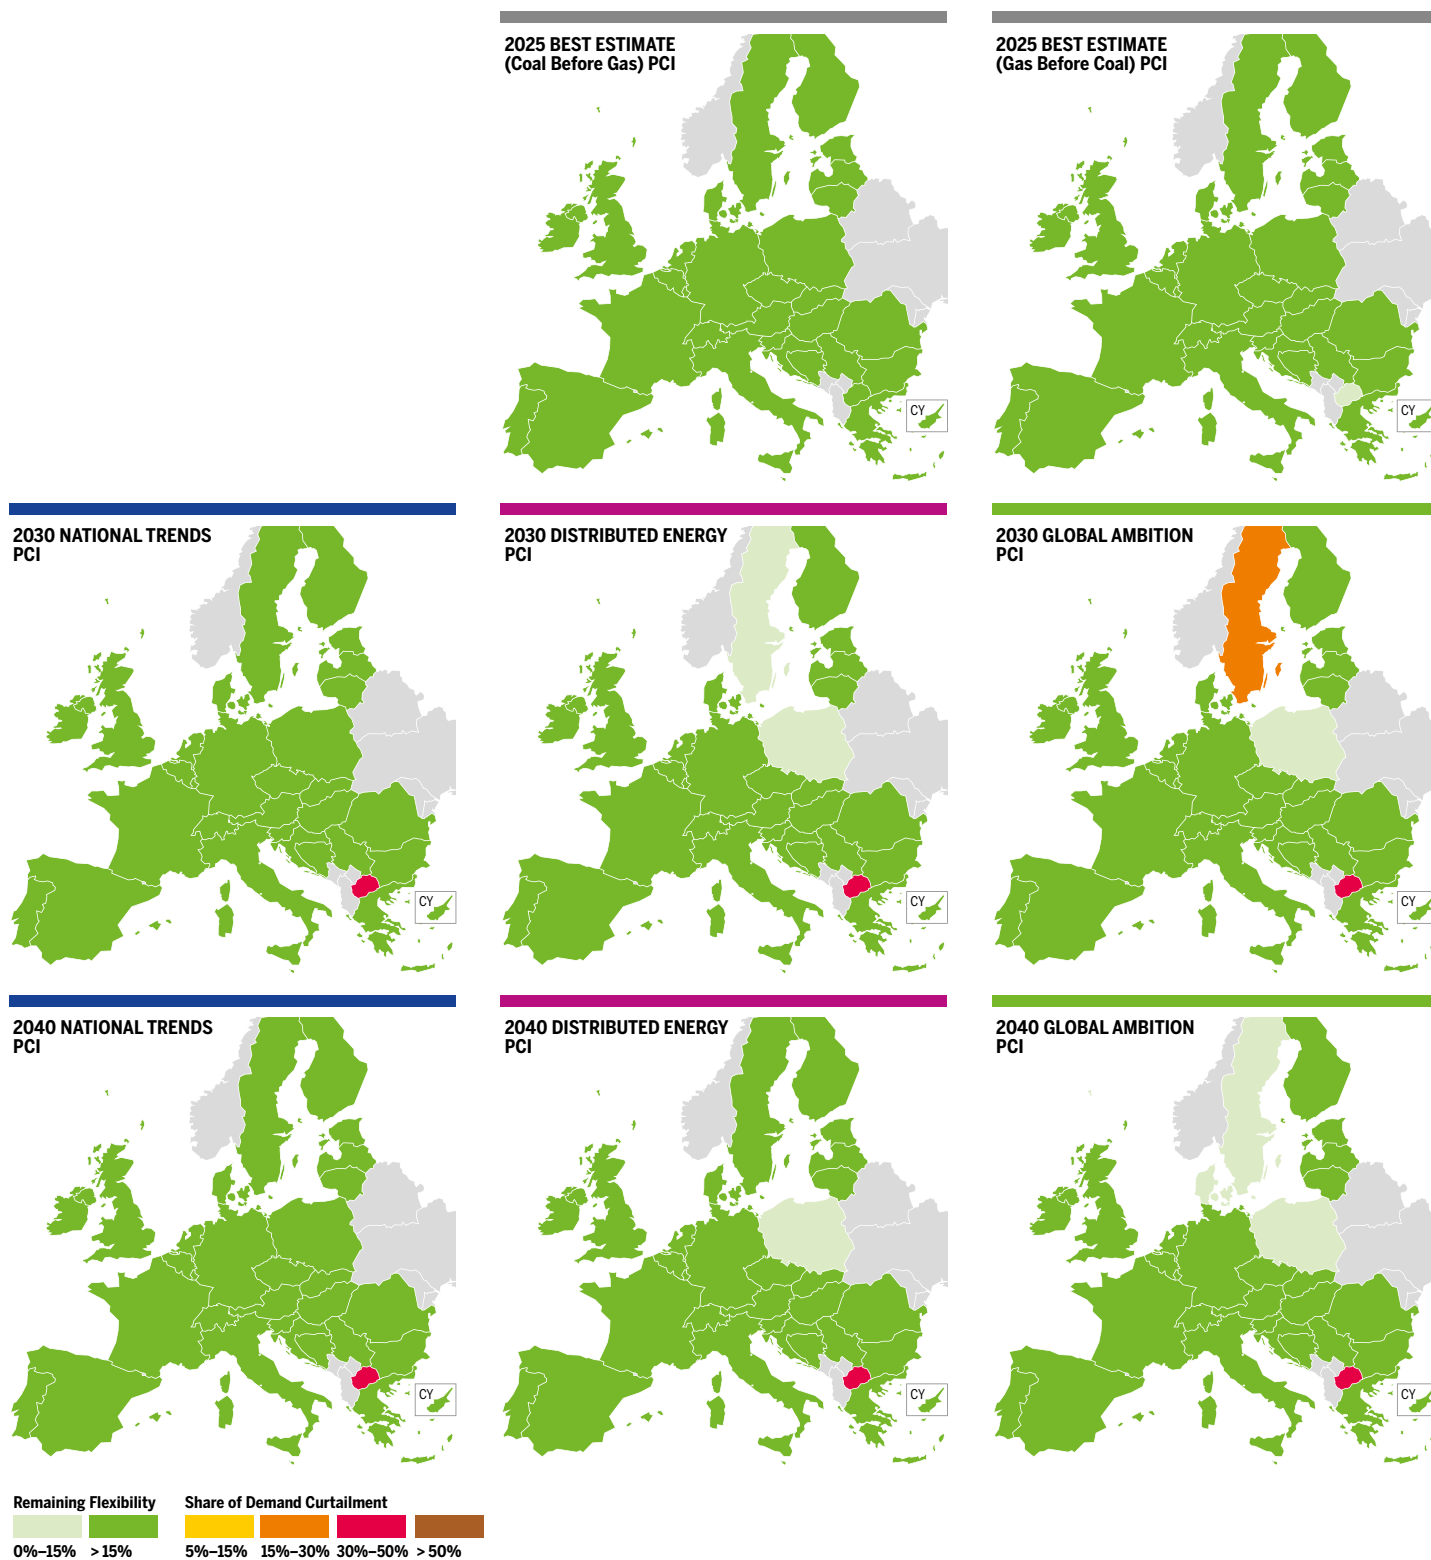 2025 BEST ESTIMATE
(Coal Before Gas) PCI
CY
2025 BEST ESTIMATE
(Gas Before Coal) PCI
CY
2030 NATIONAL TRENDS
PCI
CY
2030 DISTRIBUTED ENERGY
PCI
CY
2030 GLOBAL AMBITION
PCI
CY
2040 NATIONAL TRENDS
PCI
CY
2040 DISTRIBUTED ENERGY
PCI
CY
2040 GLOBAL AMBITION
PCI
CY
Remaining Flexibility
0%–15% > 15%
Share of Demand Curtailment
5%–15% 15%–30% 30%–50% > 50%